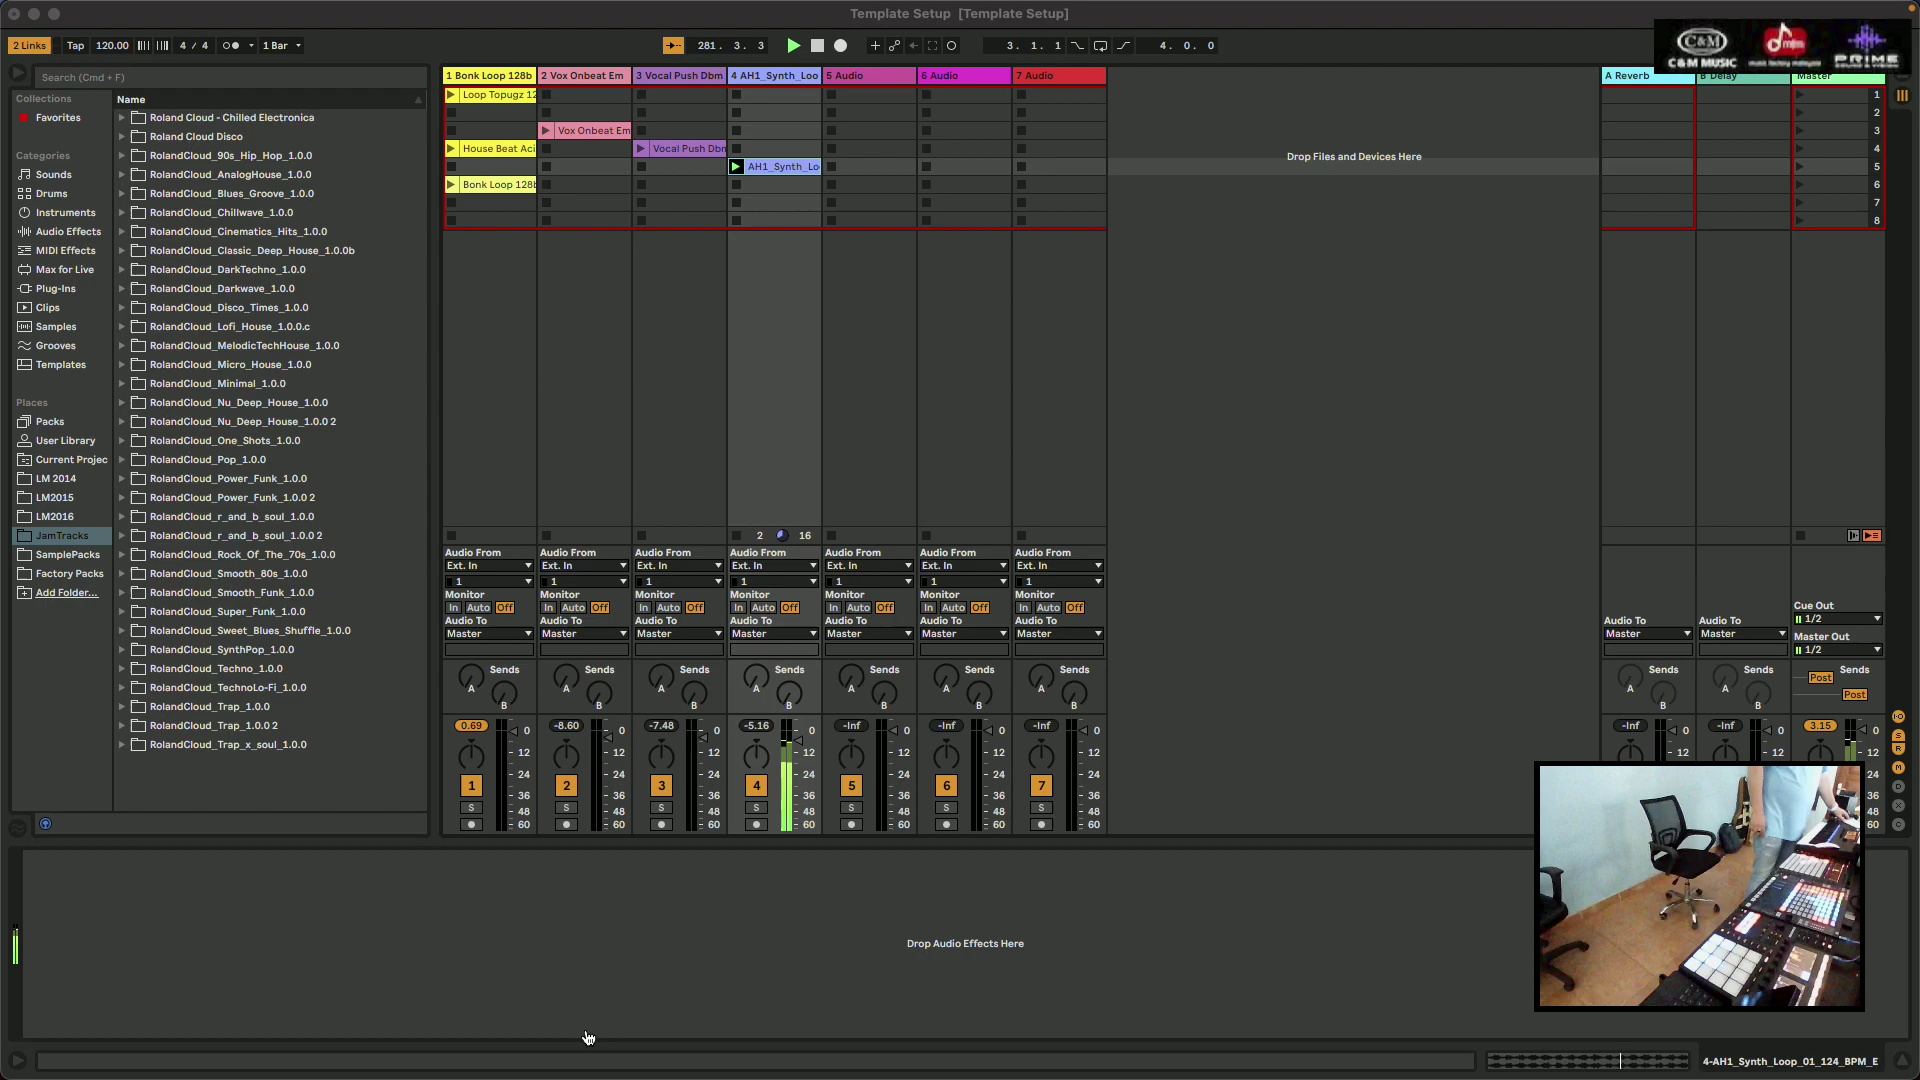 Template Setup [Template Setup]
2 Links Tap 120.00 4 / 4 1 Bar 281. 3. 3 3. 1. 1 4. 0. 0
C&M MUSIC
PRIME
Search (Cmd + F)
Collections
Favorites
Categories
Sounds
Drums
Instruments
Audio Effects
MIDI Effects
Max for Live
Plug-Ins
Clips
Samples
Grooves
Templates
Places
Packs
User Library
Current Projec
LM 2014
LM2015
LM2016
JamTracks
SamplePacks
Factory Packs
Add Folder...
Name
Roland Cloud - Chilled Electronica
Roland Cloud Disco
RolandCloud_90s_Hip_Hop_1.0.0
RolandCloud_AnalogHouse_1.0.0
RolandCloud_Blues_Groove_1.0.0
RolandCloud_Chillwave_1.0.0
RolandCloud_Cinematics_Hits_1.0.0
RolandCloud_Classic_Deep_House_1.0.0b
RolandCloud_DarkTechno_1.0.0
RolandCloud_Darkwave_1.0.0
RolandCloud_Disco_Times_1.0.0
RolandCloud_Lofi_House_1.0.0.c
RolandCloud_MelodicTechHouse_1.0.0
RolandCloud_Micro_House_1.0.0
RolandCloud_Minimal_1.0.0
RolandCloud_Nu_Deep_House_1.0.0
RolandCloud_Nu_Deep_House_1.0.0 2
RolandCloud_One_Shots_1.0.0
RolandCloud_Pop_1.0.0
RolandCloud_Power_Funk_1.0.0
RolandCloud_Power_Funk_1.0.0 2
RolandCloud_r_and_b_soul_1.0.0
RolandCloud_r_and_b_soul_1.0.0 2
RolandCloud_Rock_Of_The_70s_1.0.0
RolandCloud_Smooth_80s_1.0.0
RolandCloud_Smooth_Funk_1.0.0
RolandCloud_Super_Funk_1.0.0
RolandCloud_Sweet_Blues_Shuffle_1.0.0
RolandCloud_SynthPop_1.0.0
RolandCloud_Techno_1.0.0
RolandCloud_TechnoLo-Fi_1.0.0
RolandCloud_Trap_1.0.0
RolandCloud_Trap_1.0.0 2
RolandCloud_Trap_x_soul_1.0.0
1 Bonk Loop 128b 2 Vox Onbeat Em 3 Vocal Push Dbm 4 AH1_Synth_Loo 5 Audio 6 Audio 7 Audio A Reverb B Delay Master
Loop Topugz 12 1
2
Vox Onbeat Em 3
House Beat Aci Vocal Push Dbn 4
AH1_Synth_Lo 5
Bonk Loop 128b 6
7
8
Drop Files and Devices Here
2 16
Audio From Audio From Audio From Audio From Audio From Audio From Audio From
Ext. In Ext. In Ext. In Ext. In Ext. In Ext. In Ext. In
1 1 1 1 1 1 1
Monitor Monitor Monitor Monitor Monitor Monitor Monitor
In Auto Off In Auto Off In Auto Off In Auto Off In Auto Off In Auto Off In Auto Off
Audio To Audio To Audio To Audio To Audio To Audio To Audio To Audio To Audio To
Master Master Master Master Master Master Master Master Master
Cue Out
1/2
Master Out
1/2
Sends Sends Sends Sends Sends Sends Sends Sends Sends Sends
A A A A A A A A A Post
B B B B B B B B B Post
0.69 -8.60 -7.48 -5.16 -Inf -Inf -Inf -Inf -Inf 3.15
0 0 0 0 0 0 0 0 0 0
12 12 12 12 12 12 12 12 12 12
24 24 24 24 24 24 24 24
1 2 3 4 5 6 7
36 36 36 36 36 36 36 36
S S S S S S S
48 48 48 48 48 48 48 48
60 60 60 60 60 60 60 60
Drop Audio Effects Here
4-AH1_Synth_Loop_01_124_BPM_E